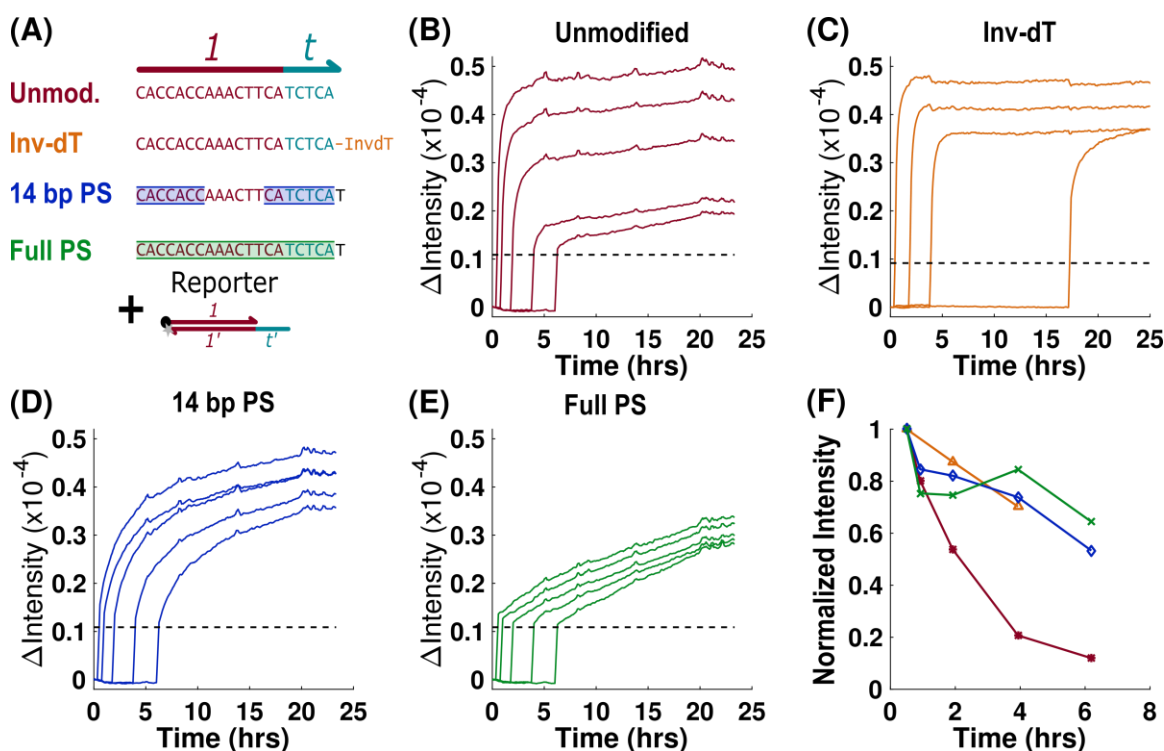 (A)
1 t
Unmod. CACCACCAAACTTCATCTCA
Inv-dT CACCACCAAACTTCATCTCA-InvdT
14 bp PS CACCACCAAACTTCATCTCAT
Full PS CACCACCAAACTTCATCTCAT
+ Reporter
1
1' t'
(B) Unmodified
ΔIntensity (x10⁻⁴)
0.5
0.4
0.3
0.2
0.1
0
0 5 10 15 20 25
Time (hrs)
(C) Inv-dT
ΔIntensity (x10⁻⁴)
0.5
0.4
0.3
0.2
0.1
0
0 5 10 15 20 25
Time (hrs)
(D) 14 bp PS
ΔIntensity (x10⁻⁴)
0.5
0.4
0.3
0.2
0.1
0
0 5 10 15 20 25
Time (hrs)
(E) Full PS
ΔIntensity (x10⁻⁴)
0.5
0.4
0.3
0.2
0.1
0
0 5 10 15 20 25
Time (hrs)
(F)
Normalized Intensity
1
0.8
0.6
0.4
0.2
0
0 2 4 6 8
Time (hrs)